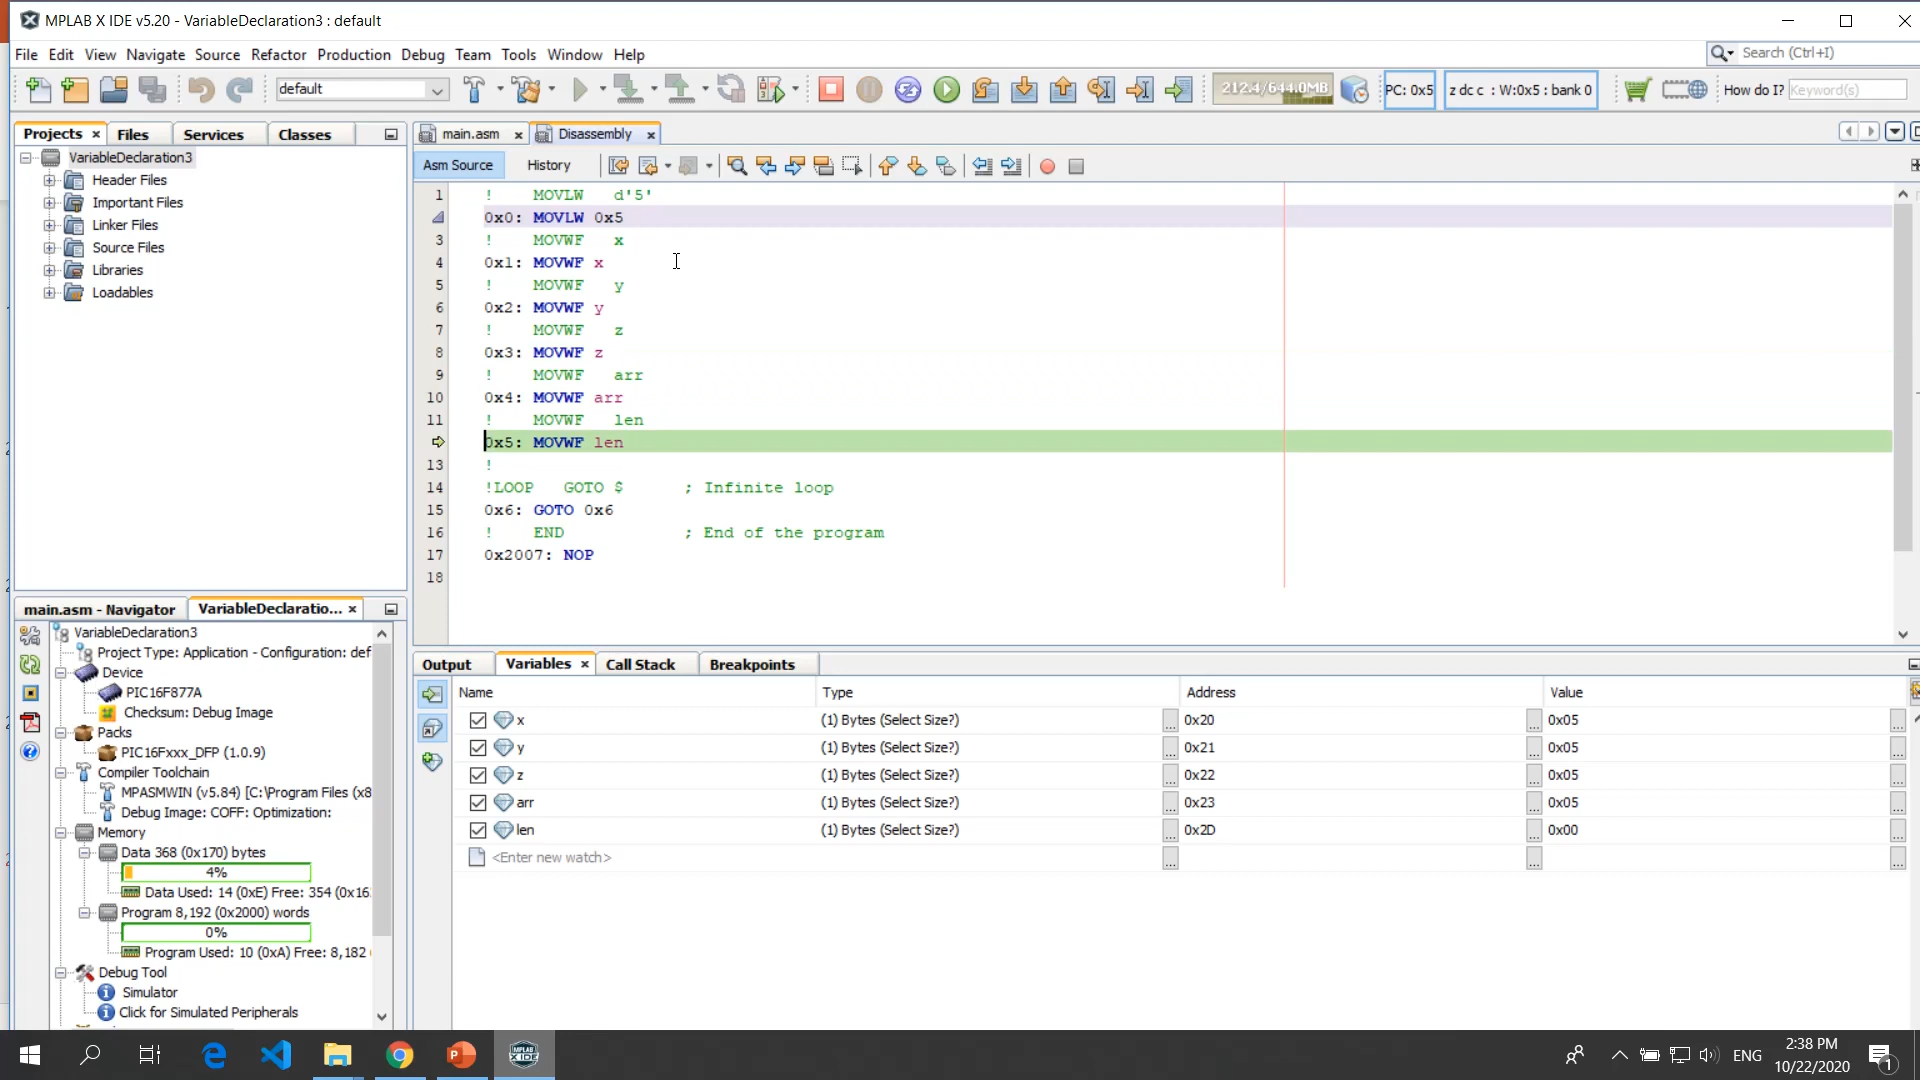 MPLAB X IDE v5.20 - VariableDeclaration3 : default
File Edit View Navigate Source Refactor Production Debug Team Tools Window Help
Search (Ctrl+I)
default
212.4/644.0MB
PC: 0x5
z dc c : W:0x5 : bank 0
How do I? Keyword(s)
Projects Files Services Classes
VariableDeclaration3
Header Files
Important Files
Linker Files
Source Files
Libraries
Loadables
main.asm Disassembly
Asm Source History
1 ! MOVLW d'5'
0x0: MOVLW 0x5
3 ! MOVWF x
4 0x1: MOVWF x
5 ! MOVWF y
6 0x2: MOVWF y
7 ! MOVWF z
8 0x3: MOVWF z
9 ! MOVWF arr
10 0x4: MOVWF arr
11 ! MOVWF len
0x5: MOVWF len
13 !
14 !LOOP GOTO $ ; Infinite loop
15 0x6: GOTO 0x6
16 ! END ; End of the program
17 0x2007: NOP
18
main.asm - Navigator VariableDeclaratio...
VariableDeclaration3
Project Type: Application - Configuration: def
Device
PIC16F877A
Checksum: Debug Image
Packs
PIC16Fxxx_DFP (1.0.9)
Compiler Toolchain
MPASMWIN (v5.84) [C:\Program Files (x8
Debug Image: COFF: Optimization:
Memory
Data 368 (0x170) bytes
4%
Data Used: 14 (0xE) Free: 354 (0x16
Program 8,192 (0x2000) words
0%
Program Used: 10 (0xA) Free: 8,182
Debug Tool
Simulator
Click for Simulated Peripherals
Output Variables Call Stack Breakpoints
Name Type Address Value
x (1) Bytes (Select Size?) ... 0x20 ... 0x05 ...
y (1) Bytes (Select Size?) ... 0x21 ... 0x05 ...
z (1) Bytes (Select Size?) ... 0x22 ... 0x05 ...
arr (1) Bytes (Select Size?) ... 0x23 ... 0x05 ...
len (1) Bytes (Select Size?) ... 0x2D ... 0x00 ...
<Enter new watch> ... ... ...
ENG
2:38 PM
10/22/2020
1